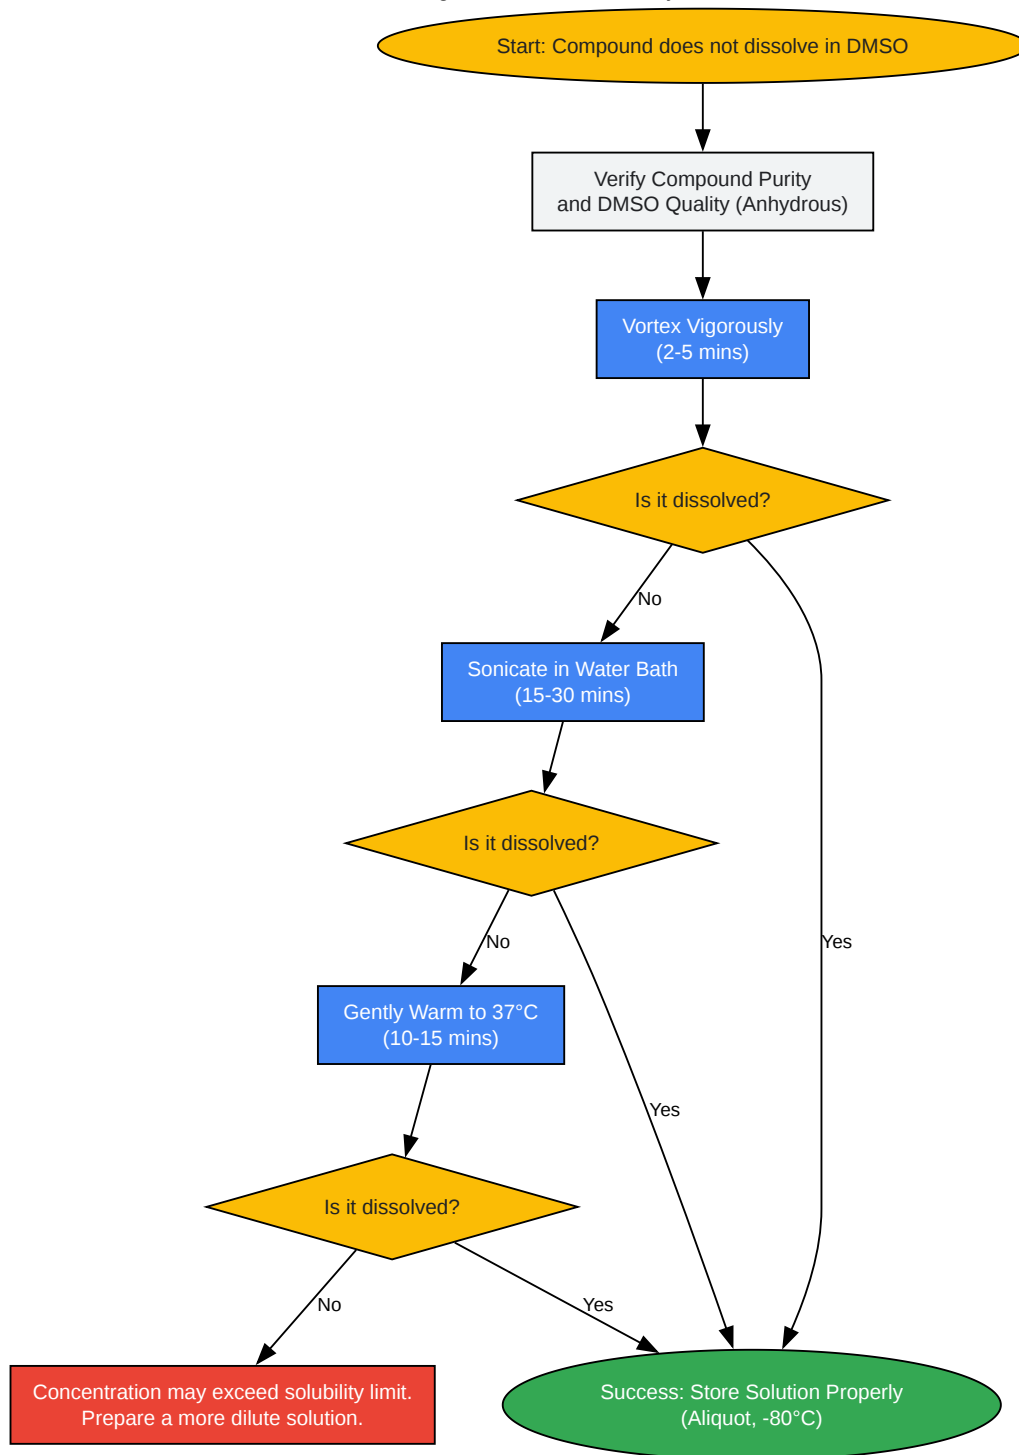 Start: Compound does not dissolve in DMSO
Verify Compound Purity
and DMSO Quality (Anhydrous)
Vortex Vigorously
(2-5 mins)
Is it dissolved?
No
Sonicate in Water Bath
(15-30 mins)
Is it dissolved?
No
Yes
Gently Warm to 37°C
(10-15 mins)
Yes
Is it dissolved?
No
Yes
Concentration may exceed solubility limit.
Prepare a more dilute solution.
Success: Store Solution Properly
(Aliquot, -80°C)